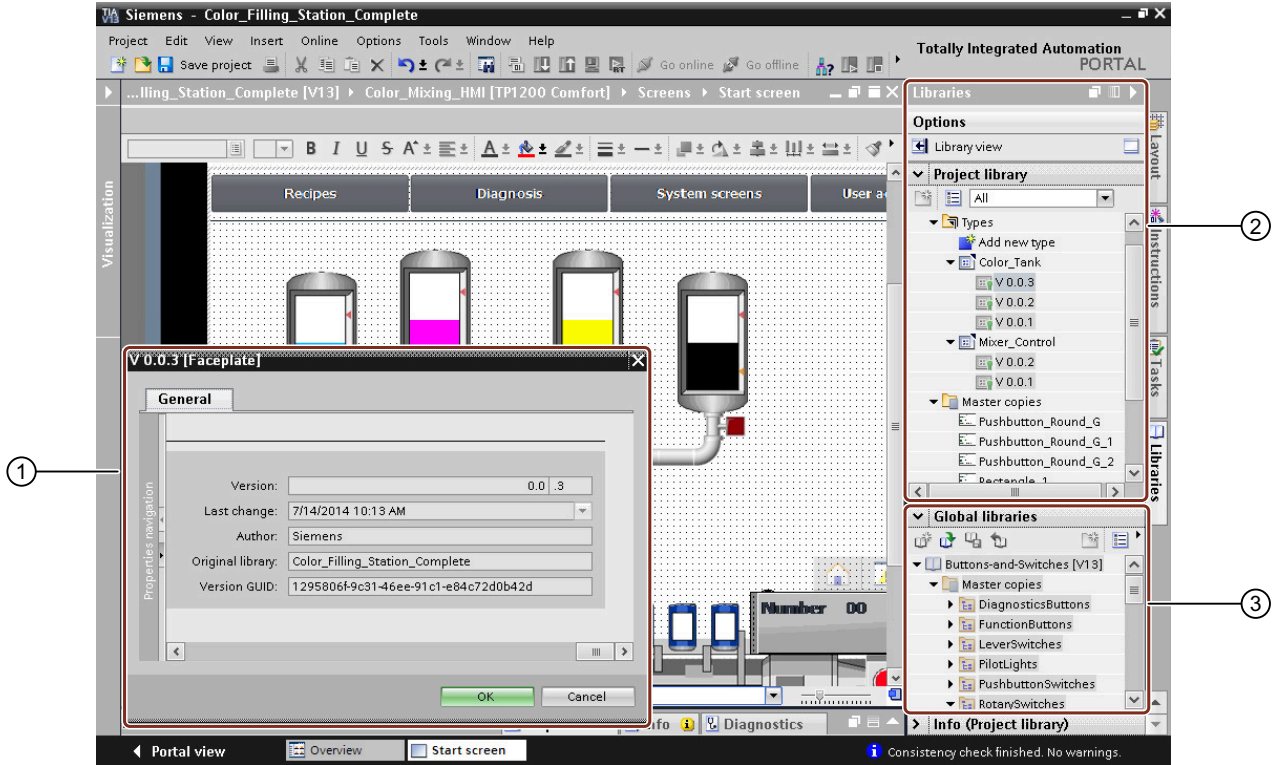 Siemens - Color_Filling_Station_Complete
Project Edit View Insert Online Options Tools Window Help
Totally Integrated Automation
PORTAL
Save project
Go online
Go offline
...lling_Station_Complete [V13] Color_Mixing_HMI [TP1200 Comfort] Screens Start screen
Libraries
Options
Library view
B I U S A A
Visualization
Recipes
Diagnosis
System screens
User a
Project library
All
Types
Add new type
Color_Tank
V 0.0.3
V 0.0.2
V 0.0.1
Mixer_Control
V 0.0.2
V 0.0.1
Master copies
Pushbutton_Round_G
Pushbutton_Round_G_1
Pushbutton_Round_G_2
Rectangle_1
Layout
Instructions
Tasks
Libraries
2
V 0.0.3 [Faceplate]
General
Properties navigation
Version: 0.0 .3
Last change: 7/14/2014 10:13 AM
Author: Siemens
Original library: Color_Filling_Station_Complete
Version GUID: 1295806f-9c31-46ee-91c1-e84c72d0b42d
OK
Cancel
1
Number 00
Global libraries
Buttons-and-Switches [V13]
Master copies
DiagnosticsButtons
FunctionButtons
LeverSwitches
PilotLights
PushbuttonSwitches
RotarySwitches
3
Diagnostics
Info (Project library)
Portal view
Overview
Start screen
Consistency check finished. No warnings.